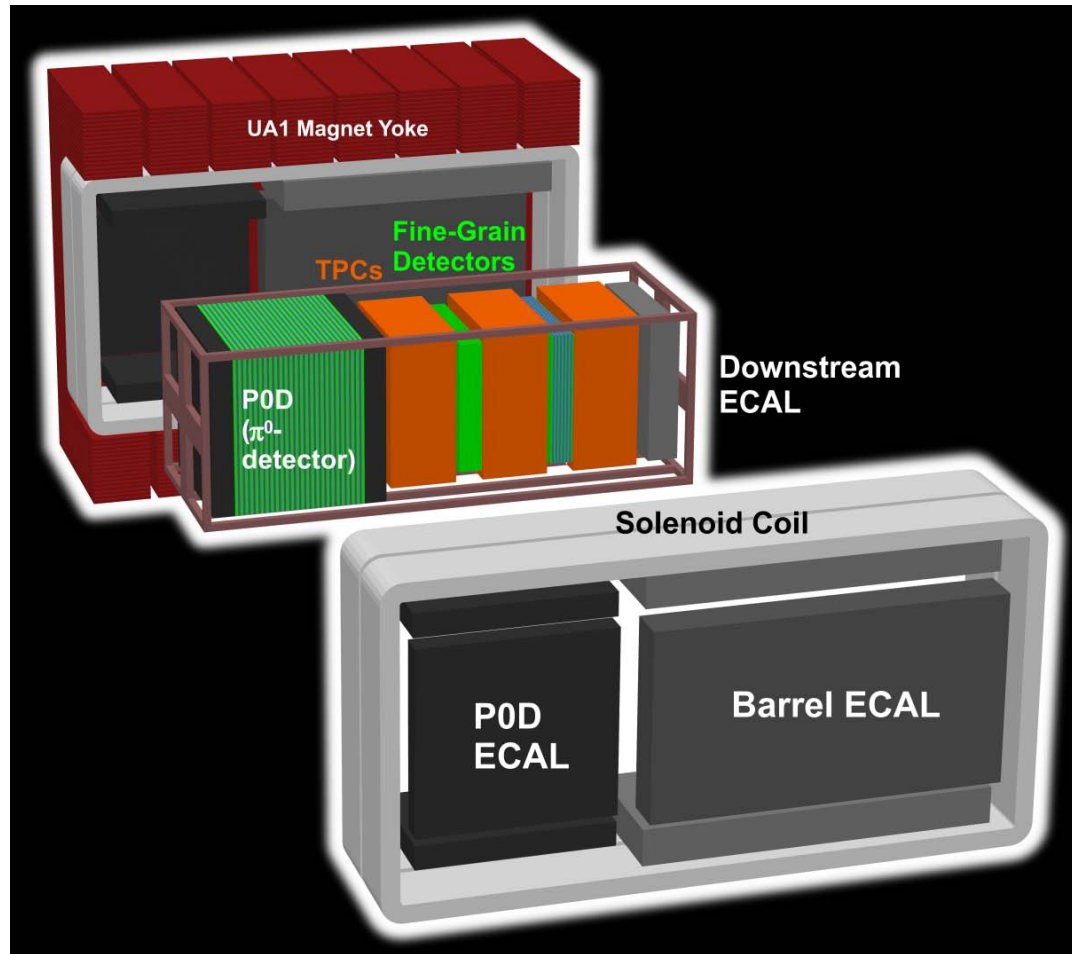 UA1 Magnet Yoke
Fine-Grain
Detectors
TPCs
Downstream
ECAL
P0D
(π⁰-
detector)
Solenoid Coil
P0D
ECAL
Barrel ECAL